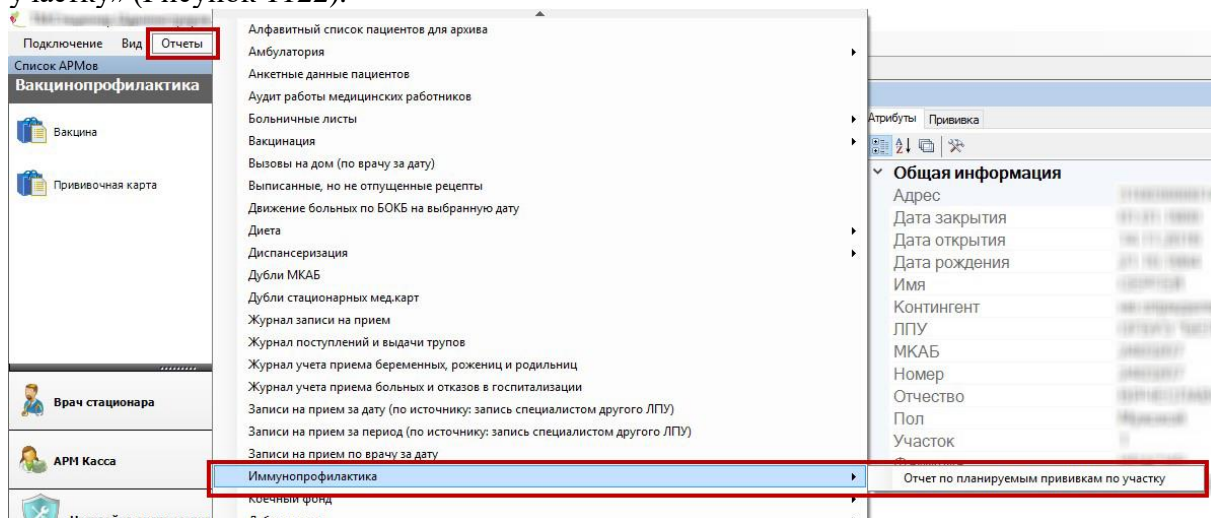 участку» (Рисунок 1122).
Подключение Вид Отчеты
Список АРМов
Вакцинопрофилактика
Вакцина
Прививочная карта
Врач стационара
АРМ Касса
Алфавитный список пациентов для архива
Амбулатория
Анкетные данные пациентов
Аудит работы медицинских работников
Больничные листы
Вакцинация
Вызовы на дом (по врачу за дату)
Выписанные, но не отпущенные рецепты
Движение больных по БОКБ на выбранную дату
Диета
Диспансеризация
Дубли МКАБ
Дубли стационарных мед.карт
Журнал записи на прием
Журнал поступлений и выдачи трупов
Журнал учета приема беременных, рожениц и родильниц
Журнал учета приема больных и отказов в госпитализации
Записи на прием за дату (по источнику: запись специалистом другого ЛПУ)
Записи на прием за период (по источнику: запись специалистом другого ЛПУ)
Записи на прием по врачу за дату
Иммунопрофилактика
Коечный фонд
Отчет по планируемым прививкам по участку
Атрибуты Прививка
Общая информация
Адрес
Дата закрытия
Дата открытия
Дата рождения
Имя
Контингент
ЛПУ
МКАБ
Номер
Отчество
Пол
Участок